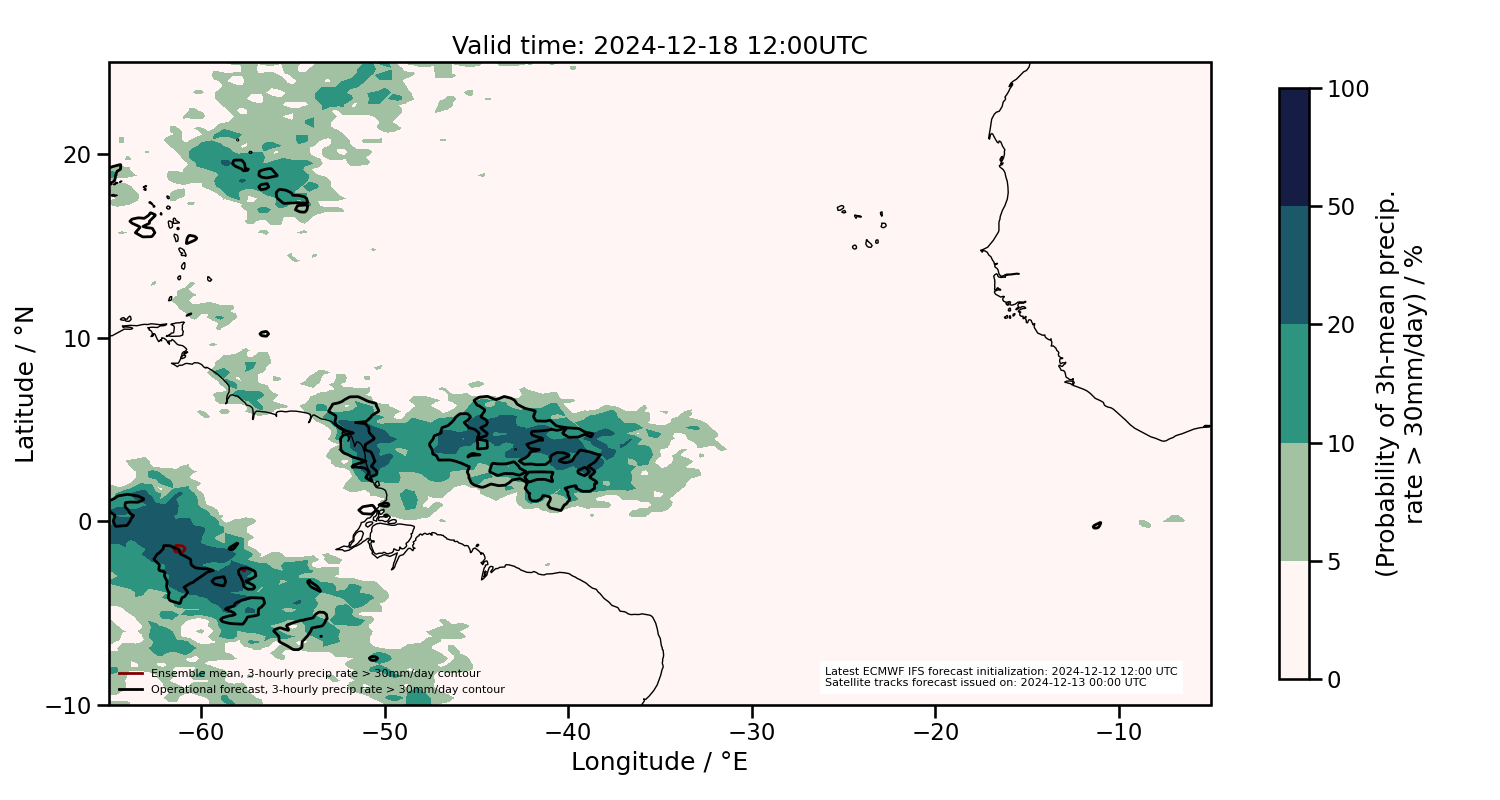 Valid time: 2024-12-18 12:00UTC
20
10
0
−10
Latitude / °N
−60
−50
−40
−30
−20
−10
Longitude / °E
Ensemble mean, 3-hourly precip rate > 30mm/day contour
Operational forecast, 3-hourly precip rate > 30mm/day contour
Latest ECMWF IFS forecast initialization: 2024-12-12 12:00 UTC
Satellite tracks forecast issued on: 2024-12-13 00:00 UTC
100
50
20
10
5
0
(Probability of 3h-mean precip.
rate > 30mm/day) / %